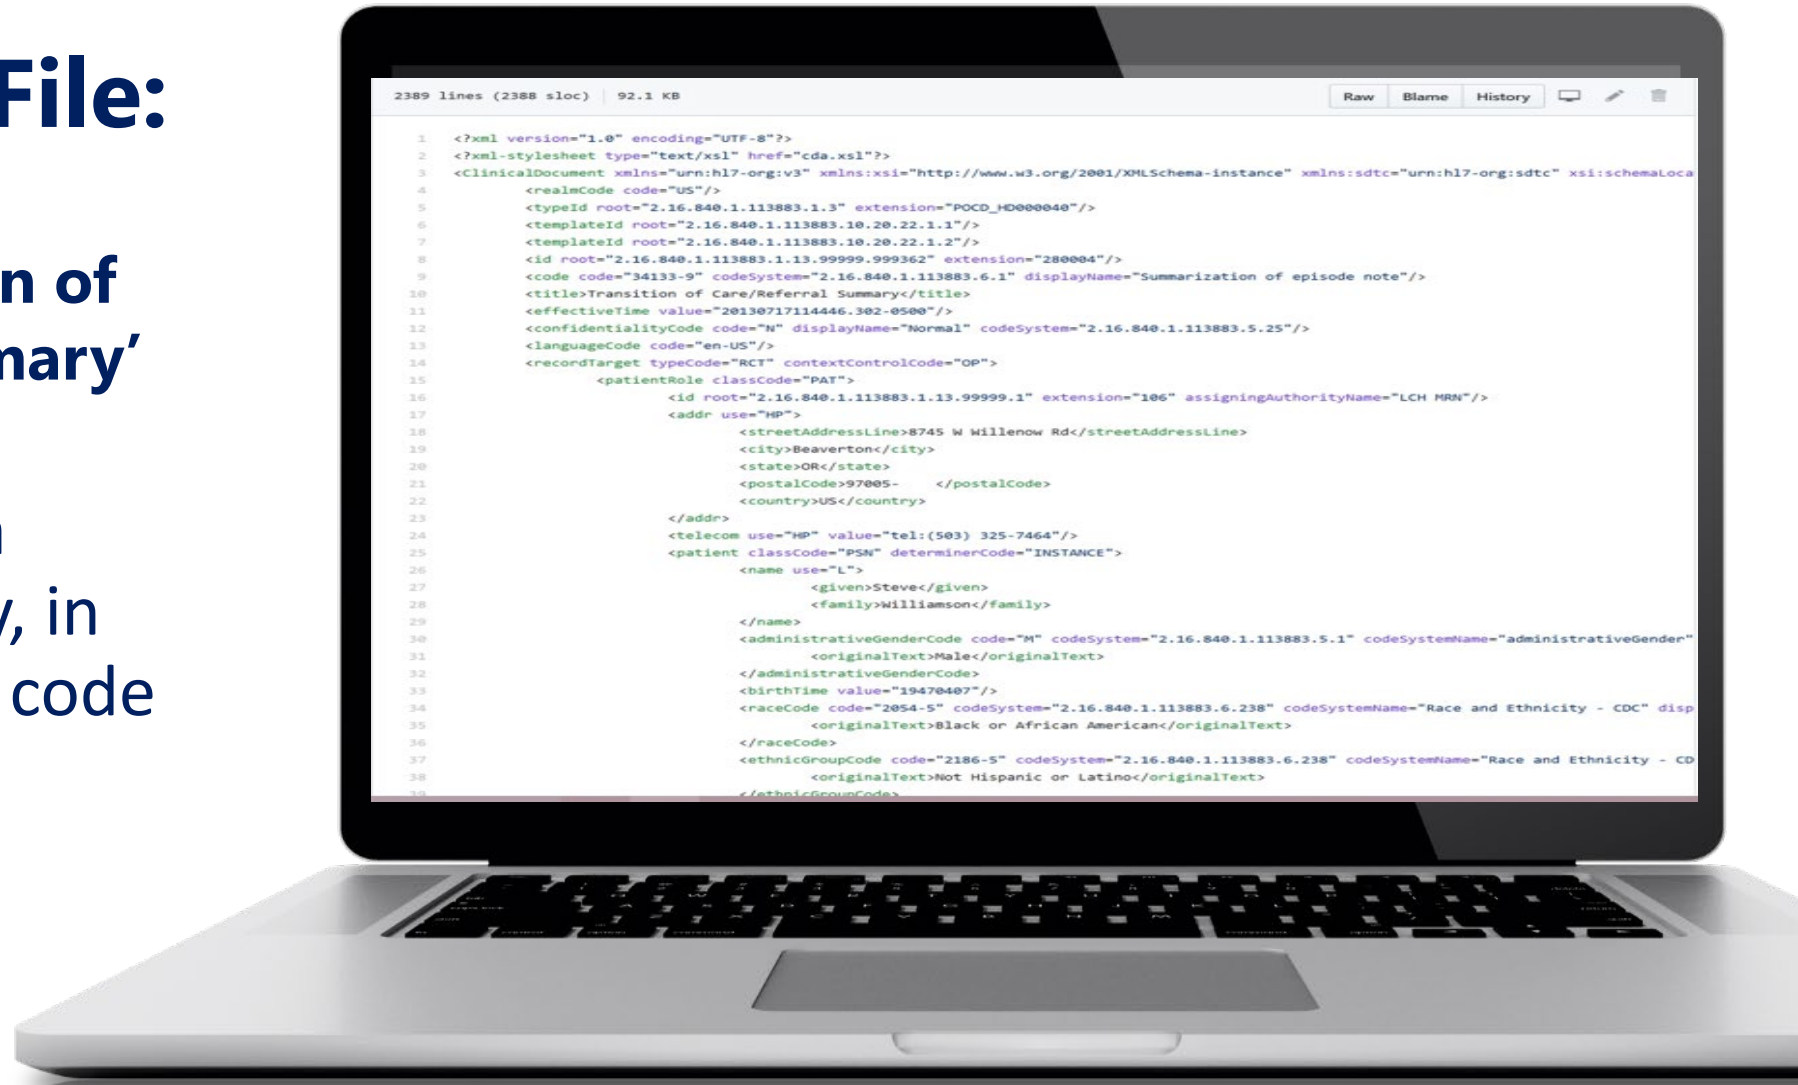 File:
n of
mary’
n
y, in
code
2389 lines (2388 sloc) 92.1 KB
Raw Blame History
1 <?xml version="1.0" encoding="UTF-8"?>
2 <?xml-stylesheet type="text/xsl" href="cda.xsl"?>
3 <ClinicalDocument xmlns="urn:hl7-org:v3" xmlns:xsi="http://www.w3.org/2001/XMLSchema-instance" xmlns:sdtc="urn:hl7-org:sdtc" xsi:schemaLoca
4 <realmCode code="US"/>
5 <typeId root="2.16.840.1.113883.1.3" extension="POCD_HD000040"/>
6 <templateId root="2.16.840.1.113883.10.20.22.1.1"/>
7 <templateId root="2.16.840.1.113883.10.20.22.1.2"/>
8 <id root="2.16.840.1.113883.1.13.99999.999362" extension="280004"/>
9 <code code="34133-9" codeSystem="2.16.840.1.113883.6.1" displayName="Summarization of episode note"/>
10 <title>Transition of Care/Referral Summary</title>
11 <effectiveTime value="20130717114446.302-0500"/>
12 <confidentialityCode code="N" displayName="Normal" codeSystem="2.16.840.1.113883.5.25"/>
13 <languageCode code="en-US"/>
14 <recordTarget typeCode="RCT" contextControlCode="OP">
15 <patientRole classCode="PAT">
16 <id root="2.16.840.1.113883.1.13.99999.1" extension="106" assigningAuthorityName="LCH MRN"/>
17 <addr use="HP">
18 <streetAddressLine>8745 W Willenow Rd</streetAddressLine>
19 <city>Beaverton</city>
20 <state>OR</state>
21 <postalCode>97005- </postalCode>
22 <country>US</country>
23 </addr>
24 <telecom use="HP" value="tel:(503) 325-7464"/>
25 <patient classCode="PSN" determinerCode="INSTANCE">
26 <name use="L">
27 <given>Steve</given>
28 <family>Williamson</family>
29 </name>
30 <administrativeGenderCode code="M" codeSystem="2.16.840.1.113883.5.1" codeSystemName="administrativeGender"
31 <originalText>Male</originalText>
32 </administrativeGenderCode>
33 <birthTime value="19470407"/>
34 <raceCode code="2054-5" codeSystem="2.16.840.1.113883.6.238" codeSystemName="Race and Ethnicity - CDC" disp
35 <originalText>Black or African American</originalText>
36 </raceCode>
37 <ethnicGroupCode code="2186-5" codeSystem="2.16.840.1.113883.6.238" codeSystemName="Race and Ethnicity - CD
38 <originalText>Not Hispanic or Latino</originalText>
39 </ethnicGroupCode>